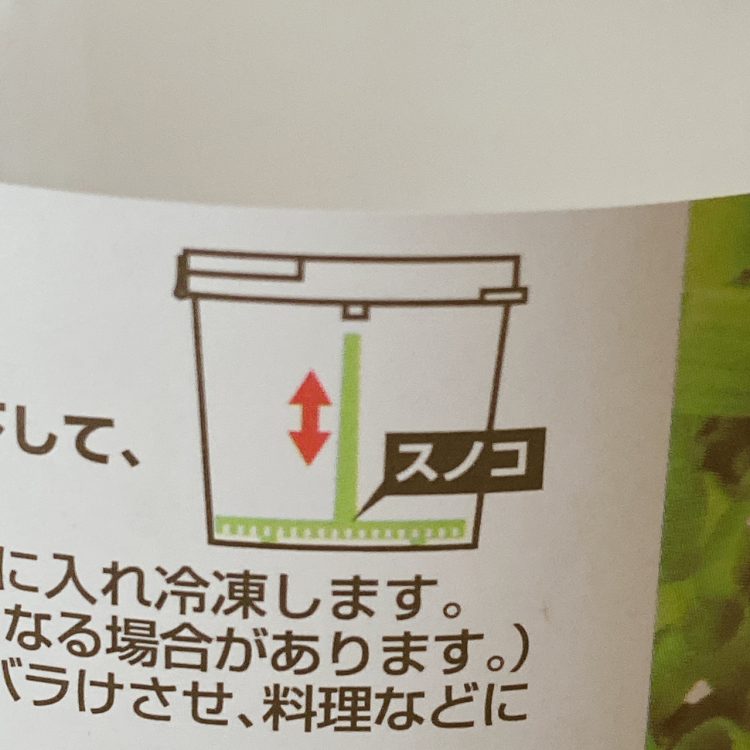 して、
スノコ
に入れ冷凍します。
なる場合があります。)
バラけさせ、料理などに